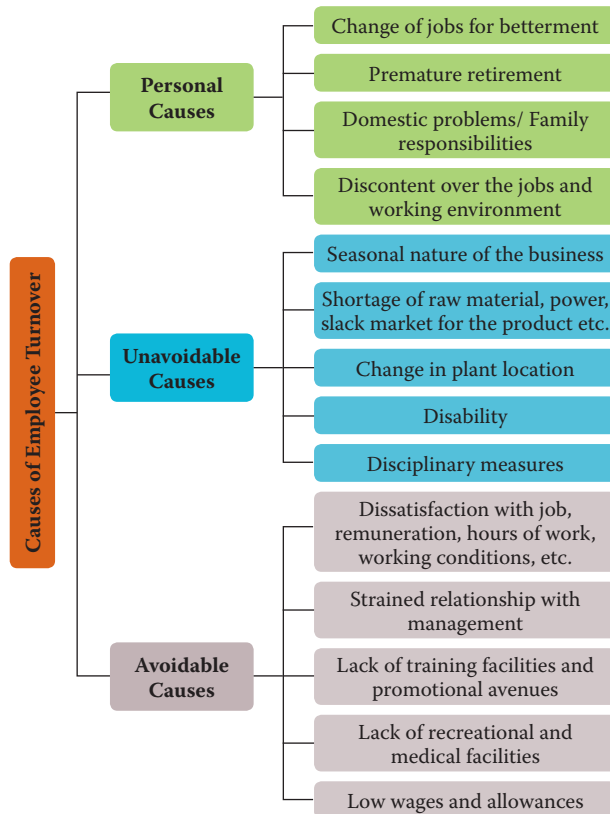 Causes of Employee Turnover
Personal
Causes
Change of jobs for betterment
Premature retirement
Domestic problems/ Family
responsibilities
Discontent over the jobs and
working environment
Unavoidable
Causes
Seasonal nature of the business
Shortage of raw material, power,
slack market for the product etc.
Change in plant location
Disability
Disciplinary measures
Avoidable
Causes
Dissatisfaction with job,
remuneration, hours of work,
working conditions, etc.
Strained relationship with
management
Lack of training facilities and
promotional avenues
Lack of recreational and
medical facilities
Low wages and allowances